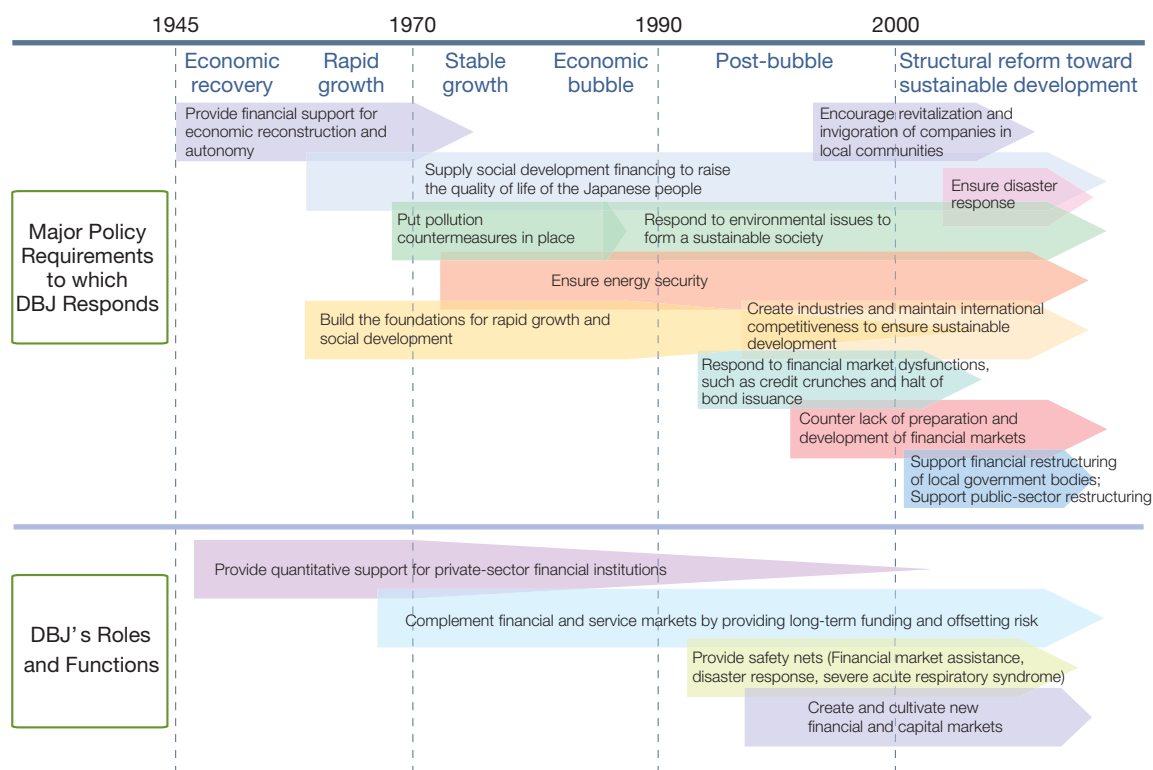 1945
1970
1990
2000
Economic
recovery
Rapid
growth
Stable
growth
Economic
bubble
Post-bubble
Structural reform toward
sustainable development
Major Policy
Requirements
to which
DBJ Responds
Provide financial support for
economic reconstruction and
autonomy
Encourage revitalization and
invigoration of companies in
local communities
Supply social development financing to raise
the quality of life of the Japanese people
Ensure disaster
response
Put pollution
countermeasures in place
Respond to environmental issues to
form a sustainable society
Ensure energy security
Build the foundations for rapid growth and
social development
Create industries and maintain international
competitiveness to ensure sustainable
development
Respond to financial market dysfunctions,
such as credit crunches and halt of
bond issuance
Counter lack of preparation and
development of financial markets
Support financial restructuring
of local government bodies;
Support public-sector restructuring
DBJ's Roles
and Functions
Provide quantitative support for private-sector financial institutions
Complement financial and service markets by providing long-term funding and offsetting risk
Provide safety nets (Financial market assistance,
disaster response, severe acute respiratory syndrome)
Create and cultivate new
financial and capital markets